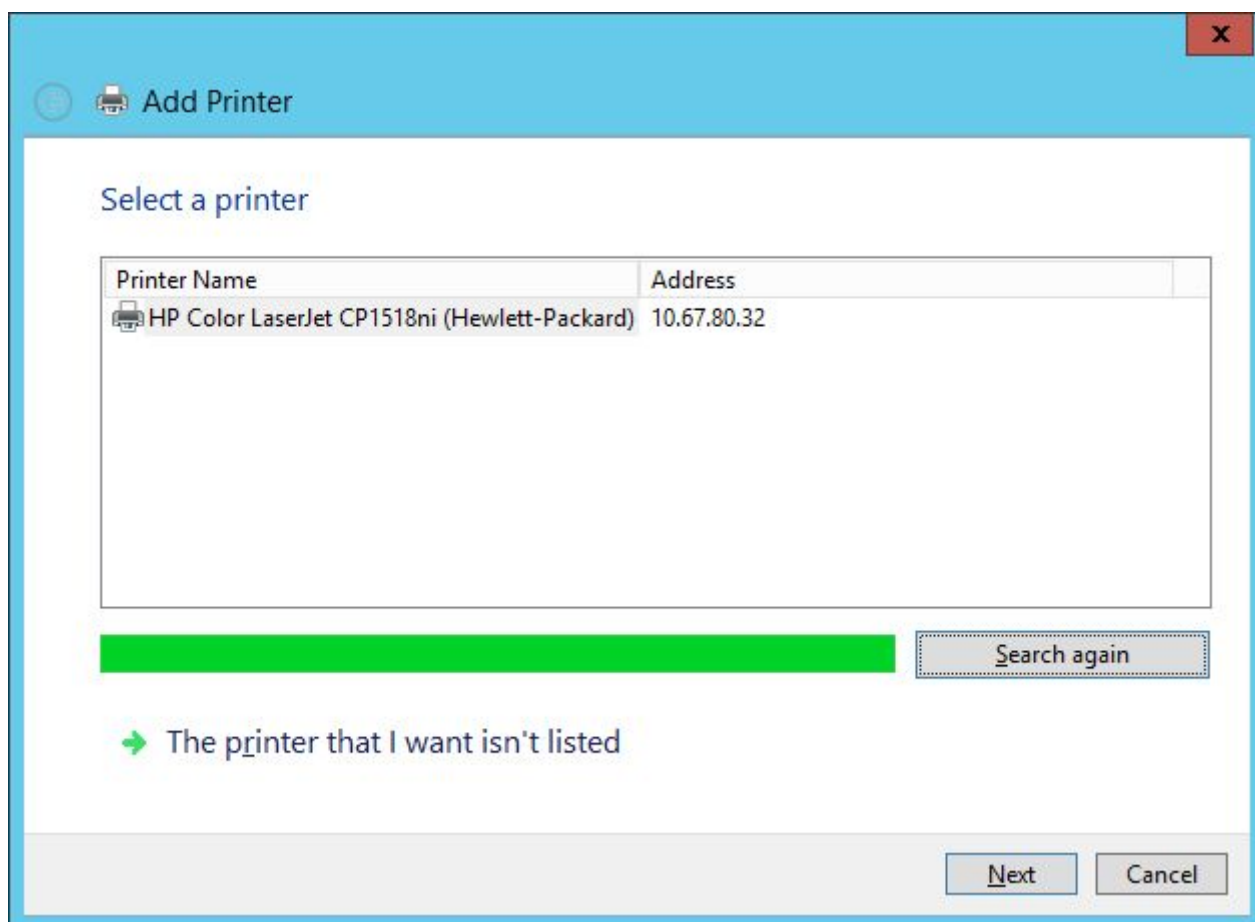 x
Add Printer
Select a printer
Printer Name Address
HP Color LaserJet CP1518ni (Hewlett-Packard) 10.67.80.32
Search again
The printer that I want isn't listed
Next Cancel